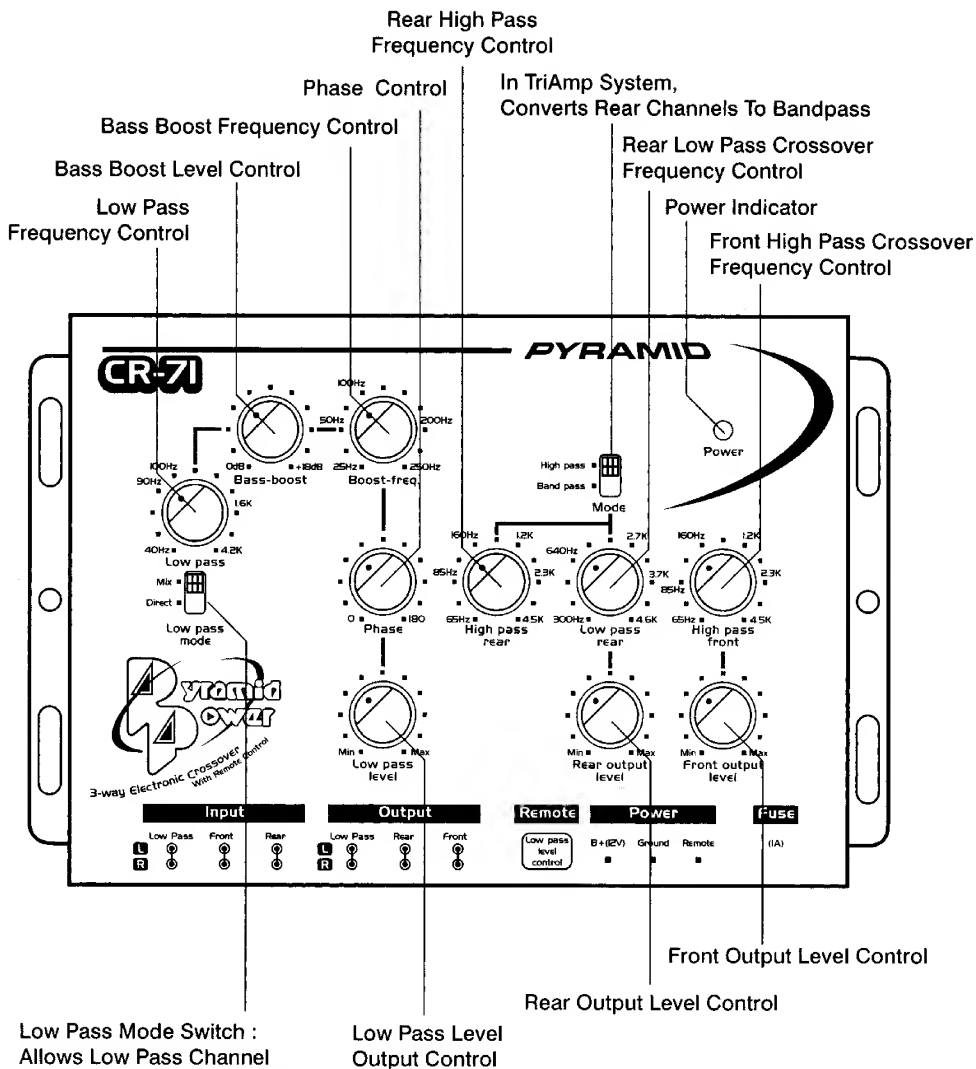 Rear High Pass
Frequency Control
Phase Control
In TriAmp System,
Converts Rear Channels To Bandpass
Bass Boost Frequency Control
Rear Low Pass Crossover
Frequency Control
Bass Boost Level Control
Power Indicator
Low Pass
Frequency Control
Front High Pass Crossover
Frequency Control
CR-71
PYRAMID
100Hz
50Hz
200Hz
0dB
+18dB
25Hz
250Hz
Bass-boost
Boost-freq.
Power
High pass
Band pass
Mode
100Hz
90Hz
1.6K
40Hz
4.2K
Low pass
Mix
Direct
Low pass
mode
0
180
Phase
160Hz
1.2K
85Hz
2.3K
65Hz
4.5K
High pass
rear
640Hz
2.7K
3.7K
300Hz
4.6K
Low pass
rear
160Hz
1.2K
85Hz
2.3K
65Hz
4.5K
High pass
front
Pyramid
Power
3-way Electronic Crossover
With Remote Control
Min
Max
Low pass
level
Min
Max
Rear output
level
Min
Max
Front output
level
Input
Output
Remote
Power
Fuse
Low Pass
Front
Rear
Low Pass
Rear
Front
L
R
L
R
Low pass
level
control
B+(12V)
Ground
Remote
(1A)
Front Output Level Control
Rear Output Level Control
Low Pass Mode Switch :
Allows Low Pass Channel
Low Pass Level
Output Control